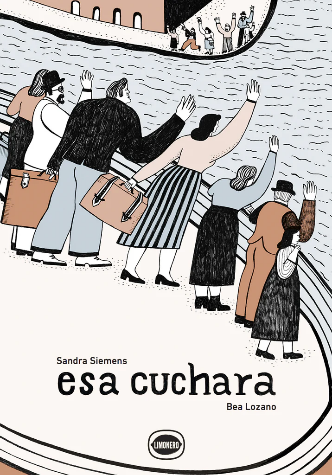 Sandra Siemens
esa cuchara
Bea Lozano
LIMONERO